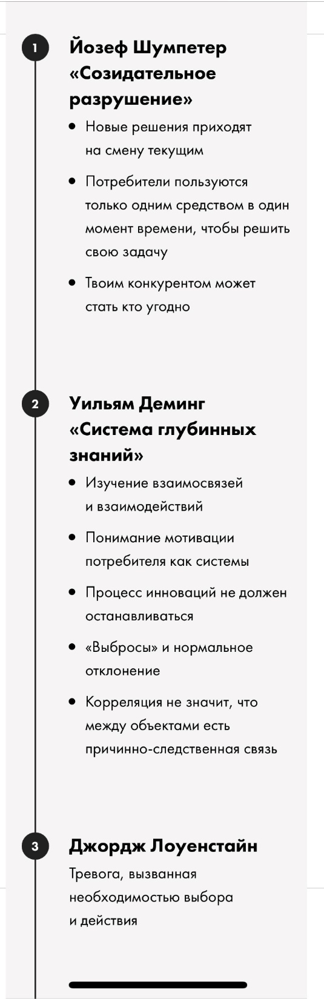 1
Йозеф Шумпетер
«Созидательное
разрушение»
• Новые решения приходят
на смену текущим
• Потребители пользуются
только одним средством в один
момент времени, чтобы решить
свою задачу
• Твоим конкурентом может
стать кто угодно
2
Уильям Деминг
«Система глубинных
знаний»
• Изучение взаимосвязей
и взаимодействий
• Понимание мотивации
потребителя как системы
• Процесс инноваций не должен
останавливаться
• «Выбросы» и нормальное
отклонение
• Корреляция не значит, что
между объектами есть
причинно-следственная связь
3
Джордж Лоуенстайн
Тревога, вызванная
необходимостью выбора
и действия